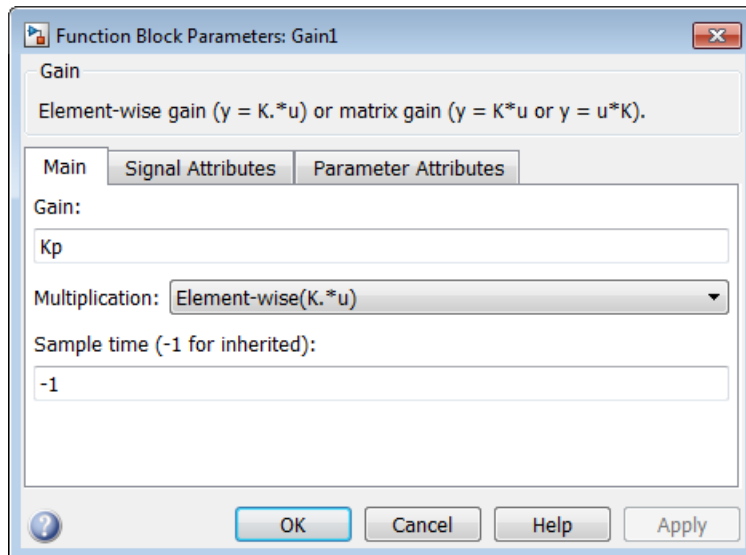 Function Block Parameters: Gain1
Gain
Element-wise gain (y = K.*u) or matrix gain (y = K*u or y = u*K).
Main Signal Attributes Parameter Attributes
Gain:
Kp
Multiplication: Element-wise(K.*u)
Sample time (-1 for inherited):
-1
? OK Cancel Help Apply